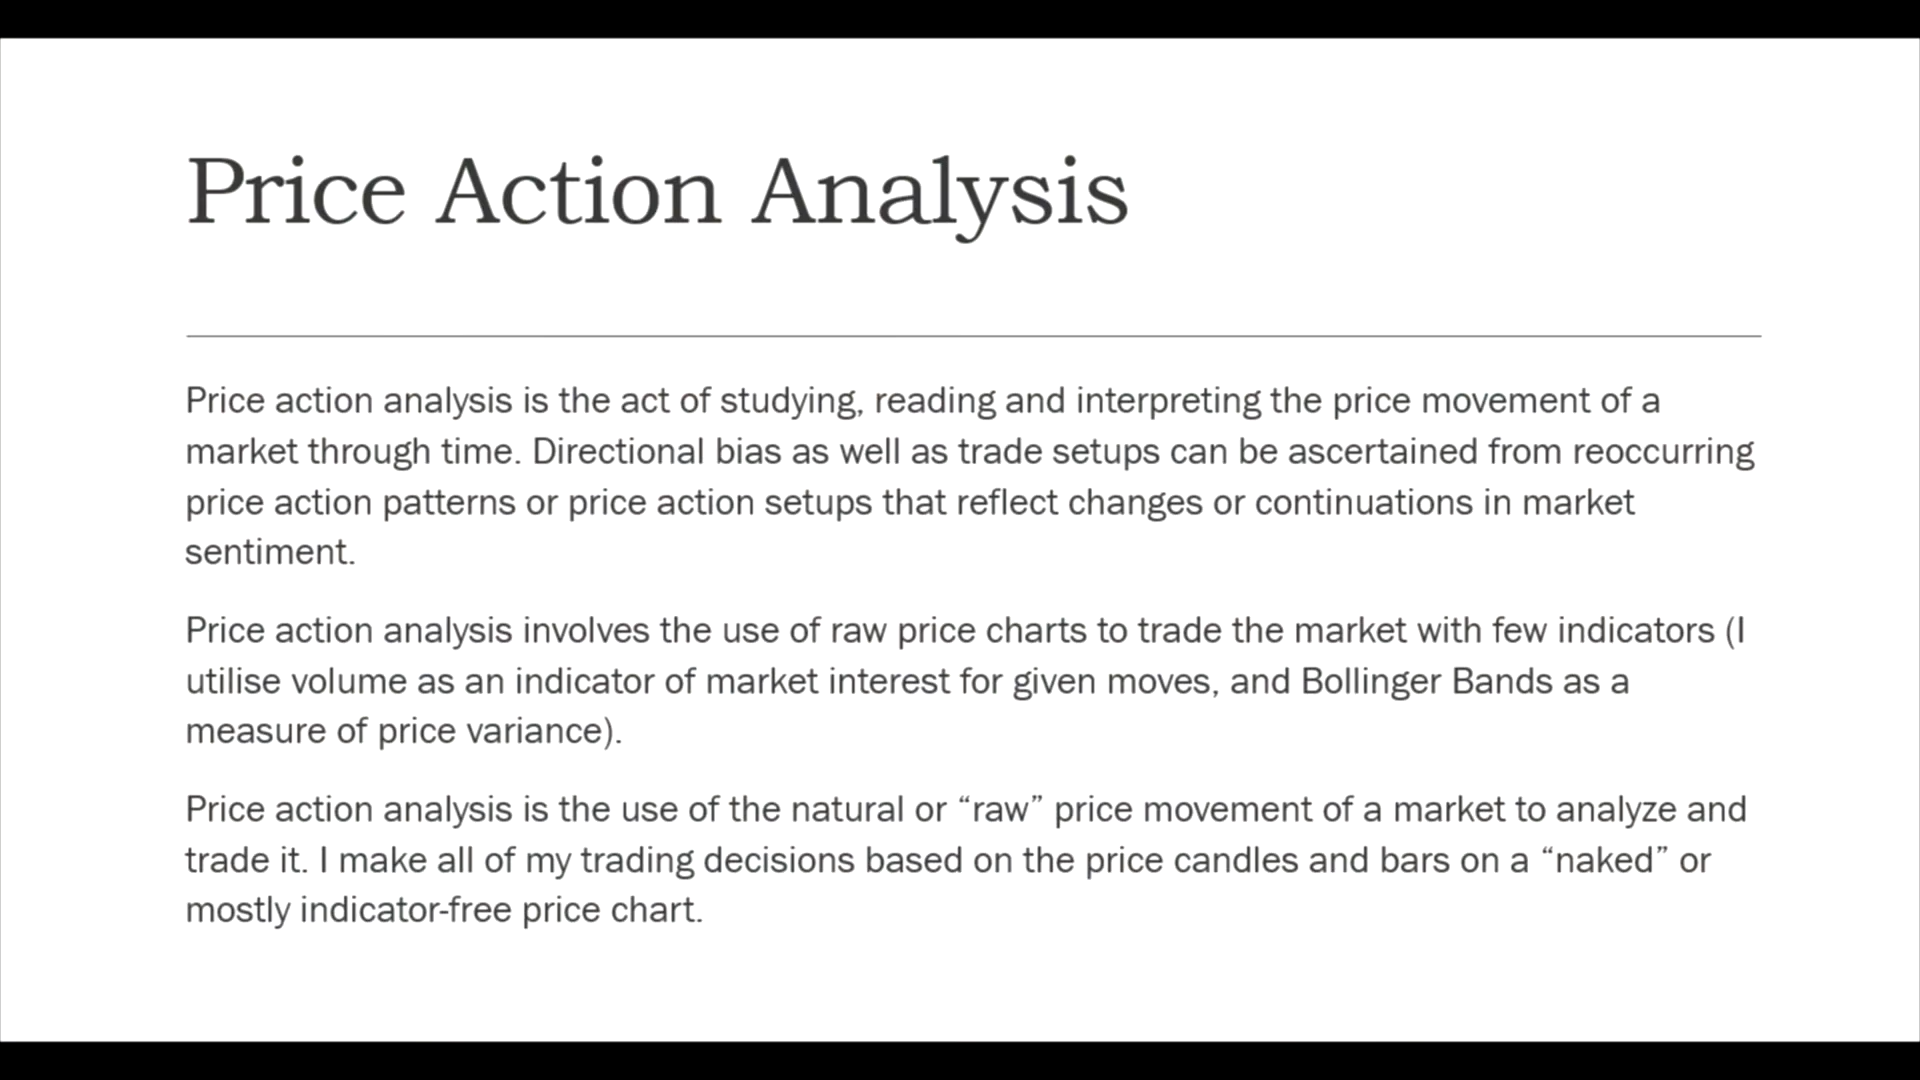 Price Action Analysis
Price action analysis is the act of studying, reading and interpreting the price movement of a
market through time. Directional bias as well as trade setups can be ascertained from reoccurring
price action patterns or price action setups that reflect changes or continuations in market
sentiment.
Price action analysis involves the use of raw price charts to trade the market with few indicators (I
utilise volume as an indicator of market interest for given moves, and Bollinger Bands as a
measure of price variance).
Price action analysis is the use of the natural or “raw” price movement of a market to analyze and
trade it. I make all of my trading decisions based on the price candles and bars on a “naked” or
mostly indicator-free price chart.